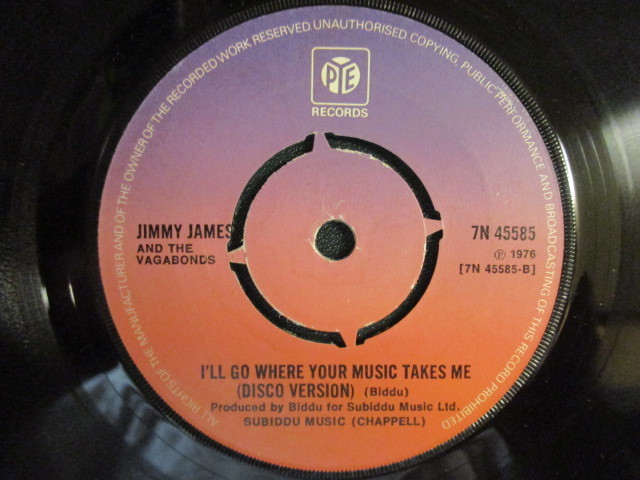 ALL RIGHTS OF THE MANUFACTURER AND OF THE OWNER OF THE RECORDED WORK RESERVED. UNAUTHORISED COPYING, PUBLIC PERFORMANCE AND BROADCASTING OF THIS RECORD PROHIBITED
PYE
RECORDS
JIMMY JAMES
AND THE
VAGABONDS
7N 45585
℗ 1976
[7N 45585-B]
I'LL GO WHERE YOUR MUSIC TAKES ME
(DISCO VERSION) (Biddu)
Produced by Biddu for Subiddu Music Ltd.
SUBIDDU MUSIC (CHAPPELL)